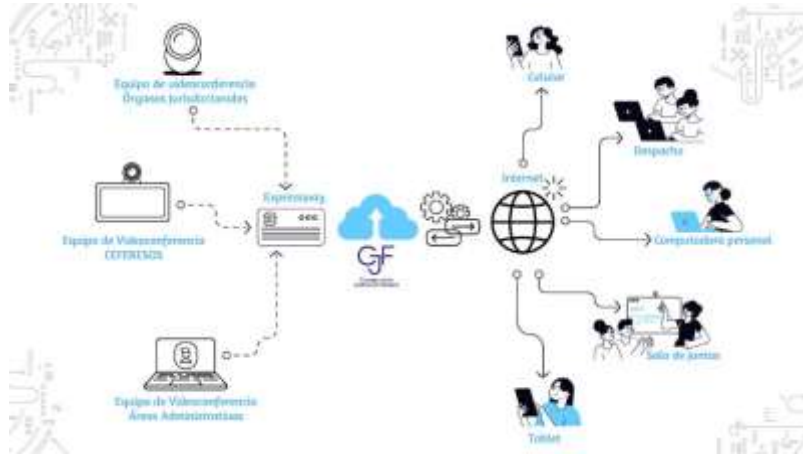 Equipo de videoconferencia
Órganos Jurisdiccionales
Celular
Despacho
Expressway
Internet
Equipo de Videoconferencia
CEFERESOS
Computadora personal
CJF
Sala de juntas
Equipo de Videoconferencia
Áreas Administrativas
Tablet